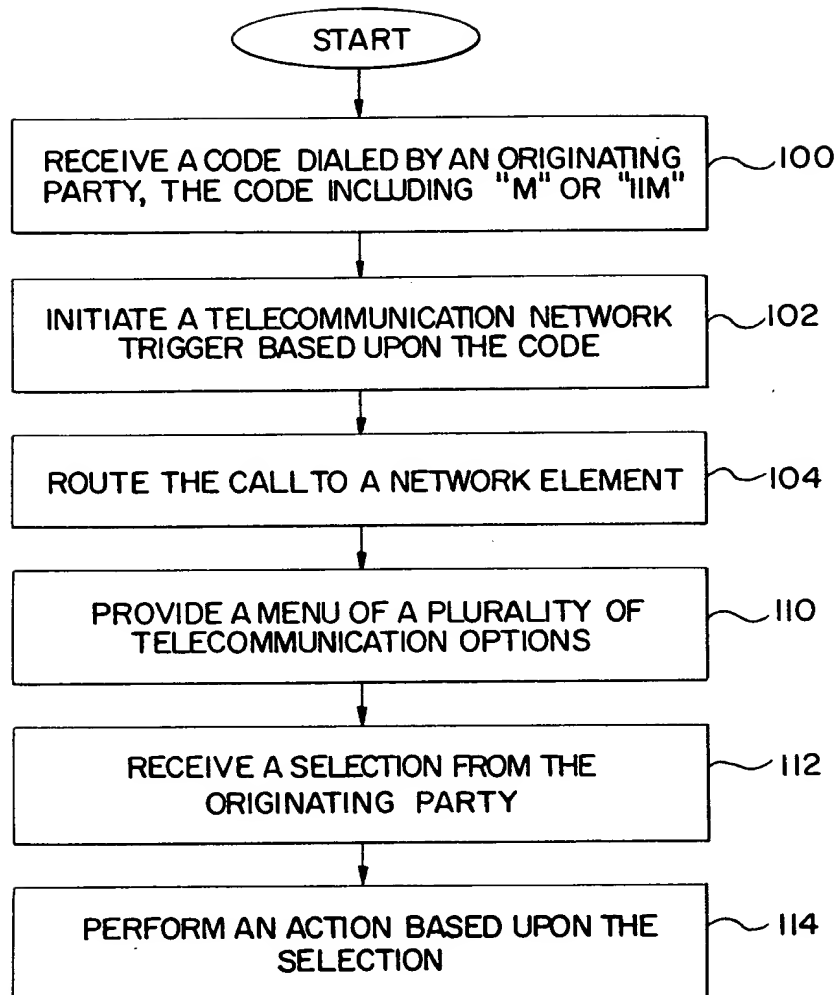 START
RECEIVE A CODE DIALED BY AN ORIGINATING
PARTY, THE CODE INCLUDING "M" OR "11M"
100
INITIATE A TELECOMMUNICATION NETWORK
TRIGGER BASED UPON THE CODE
102
ROUTE THE CALL TO A NETWORK ELEMENT
104
PROVIDE A MENU OF A PLURALITY OF
TELECOMMUNICATION OPTIONS
110
RECEIVE A SELECTION FROM THE
ORIGINATING PARTY
112
PERFORM AN ACTION BASED UPON THE
SELECTION
114